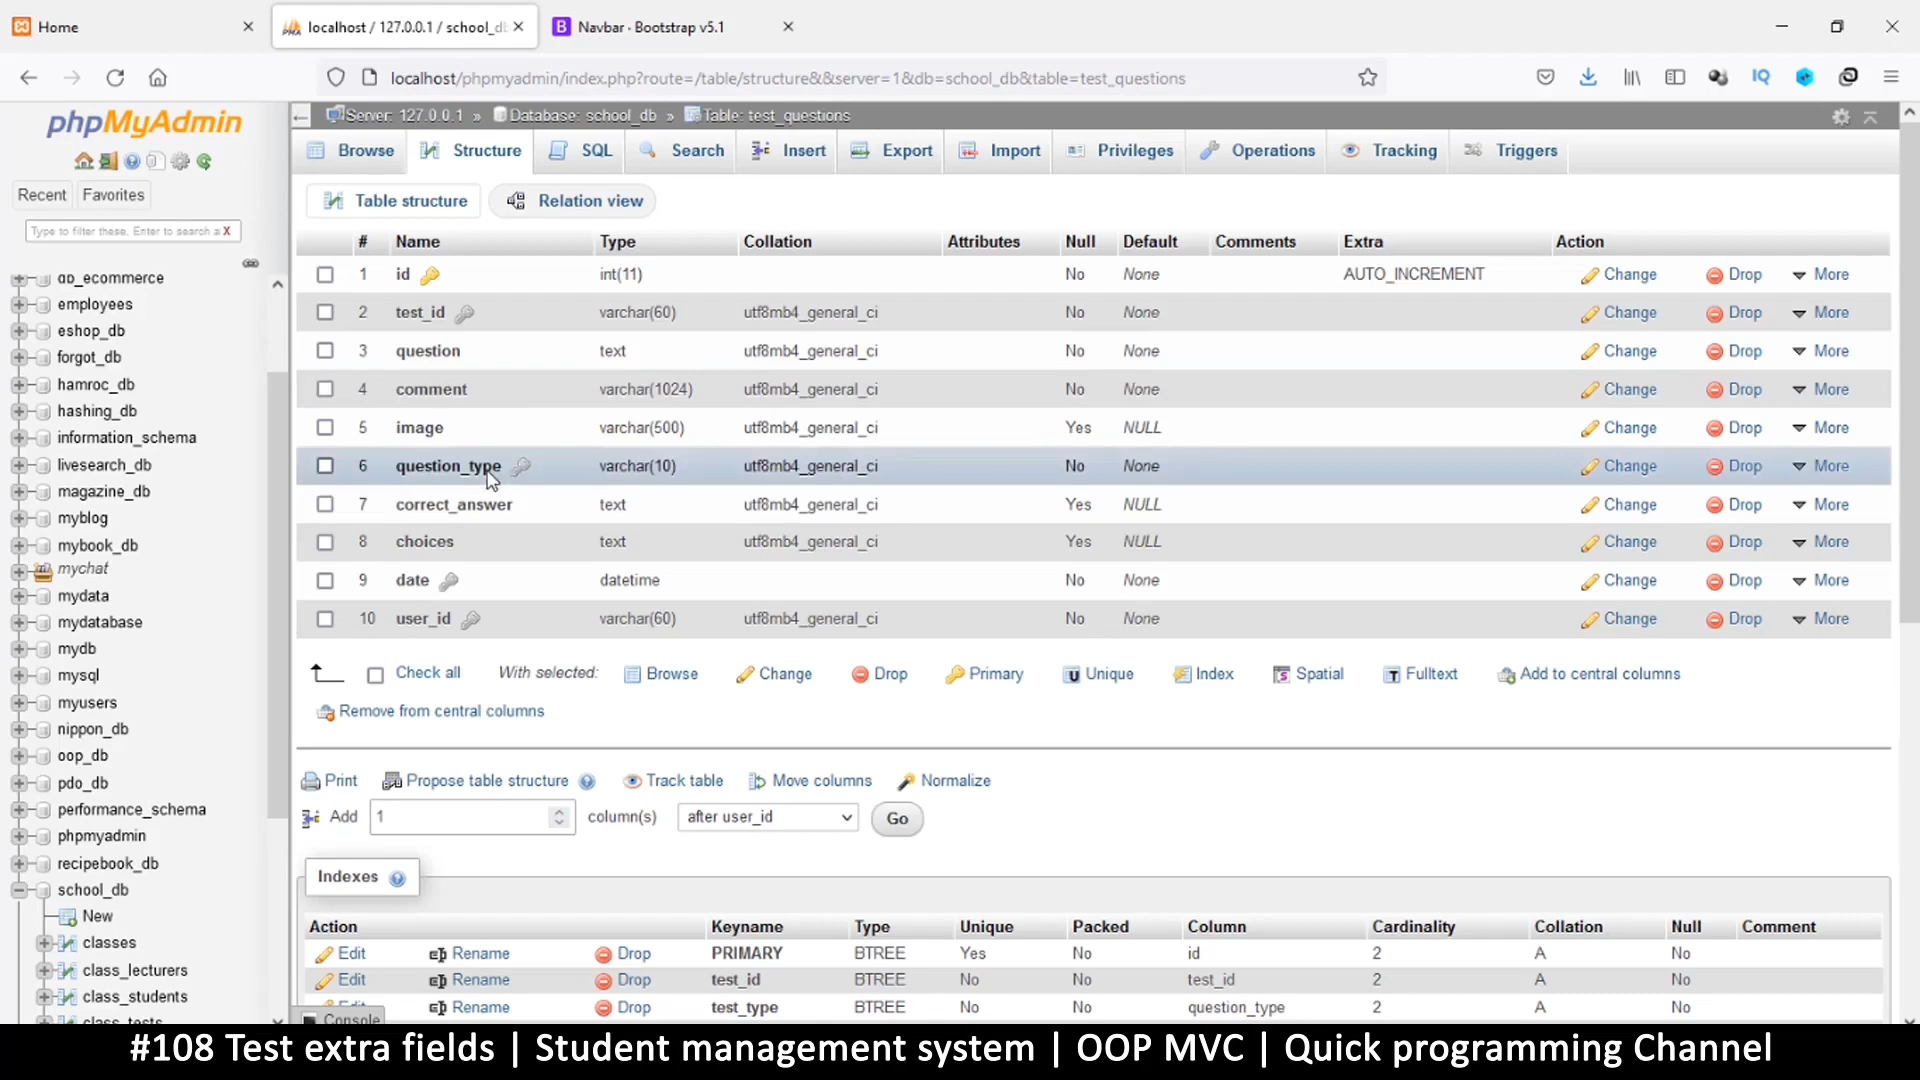 Home
localhost / 127.0.0.1 / school_db
Navbar · Bootstrap v5.1
localhost/phpmyadmin/index.php?route=/table/structure&&server=1&db=school_db&table=test_questions
IQ
phpMyAdmin
Recent Favorites
Type to filter these, Enter to search a X
db_ecommerce
employees
eshop_db
forgot_db
hamroc_db
hashing_db
information_schema
livesearch_db
magazine_db
myblog
mybook_db
mychat
mydata
mydatabase
mydb
mysql
myusers
nippon_db
oop_db
pdo_db
performance_schema
phpmyadmin
recipebook_db
school_db
New
classes
class_lecturers
class_students
class_tests
Server: 127.0.0.1 » Database: school_db » Table: test_questions
Browse Structure SQL Search Insert Export Import Privileges Operations Tracking Triggers
Table structure Relation view
# Name Type Collation Attributes Null Default Comments Extra Action
1 id int(11) No None AUTO_INCREMENT Change Drop More
2 test_id varchar(60) utf8mb4_general_ci No None Change Drop More
3 question text utf8mb4_general_ci No None Change Drop More
4 comment varchar(1024) utf8mb4_general_ci No None Change Drop More
5 image varchar(500) utf8mb4_general_ci Yes NULL Change Drop More
6 question_type varchar(10) utf8mb4_general_ci No None Change Drop More
7 correct_answer text utf8mb4_general_ci Yes NULL Change Drop More
8 choices text utf8mb4_general_ci Yes NULL Change Drop More
9 date datetime No None Change Drop More
10 user_id varchar(60) utf8mb4_general_ci No None Change Drop More
Check all With selected: Browse Change Drop Primary Unique Index Spatial Fulltext Add to central columns
Remove from central columns
Print Propose table structure Track table Move columns Normalize
Add 1 column(s) after user_id Go
Indexes
Action Keyname Type Unique Packed Column Cardinality Collation Null Comment
Edit Rename Drop PRIMARY BTREE Yes No id 2 A No
Edit Rename Drop test_id BTREE No No test_id 2 A No
Edit Rename Drop test_type BTREE No No question_type 2 A No
Console
#108 Test extra fields | Student management system | OOP MVC | Quick programming Channel